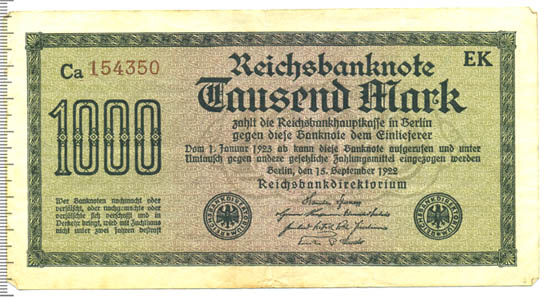 Ca 154350
EK
Reichsbanknote
Tausend Mark
1000
zahlt die Reichsbankhauptkasse in Berlin
gegen diese Banknote dem Einlieferer
Vom 1. Januar 1923 ab kann diese Banknote aufgerufen und unter
Umtausch gegen andere gesetzliche Zahlungsmittel eingezogen werden
Berlin, den 15. September 1922
Reichsbankdirektorium
Wer Banknoten nachmacht oder
verfälscht, oder nachgemachte oder
verfälschte sich verschafft und in
Verkehr bringt, wird mit Zuchthaus
nicht unter zwei Jahren bestraft